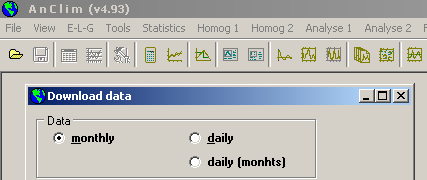 AnClim (v4.93)
File View E-L-G Tools Statistics Homog 1 Homog 2 Analyse 1 Analyse 2 F
Download data
Data
monthly daily
daily (monhts)